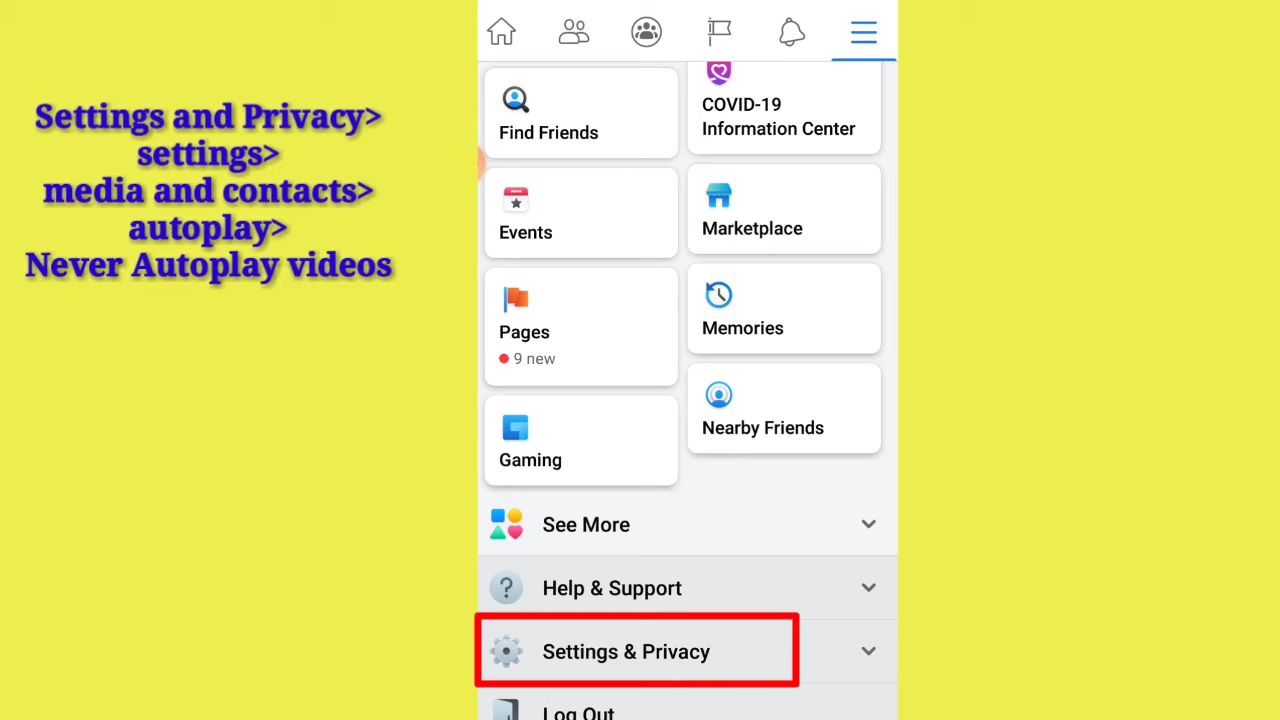 Settings and Privacy>
settings>
media and contacts>
autoplay>
Never Autoplay videos
Find Friends
COVID-19
Information Center
Events
Marketplace
Pages
9 new
Memories
Gaming
Nearby Friends
See More
Help & Support
Settings & Privacy
Log Out